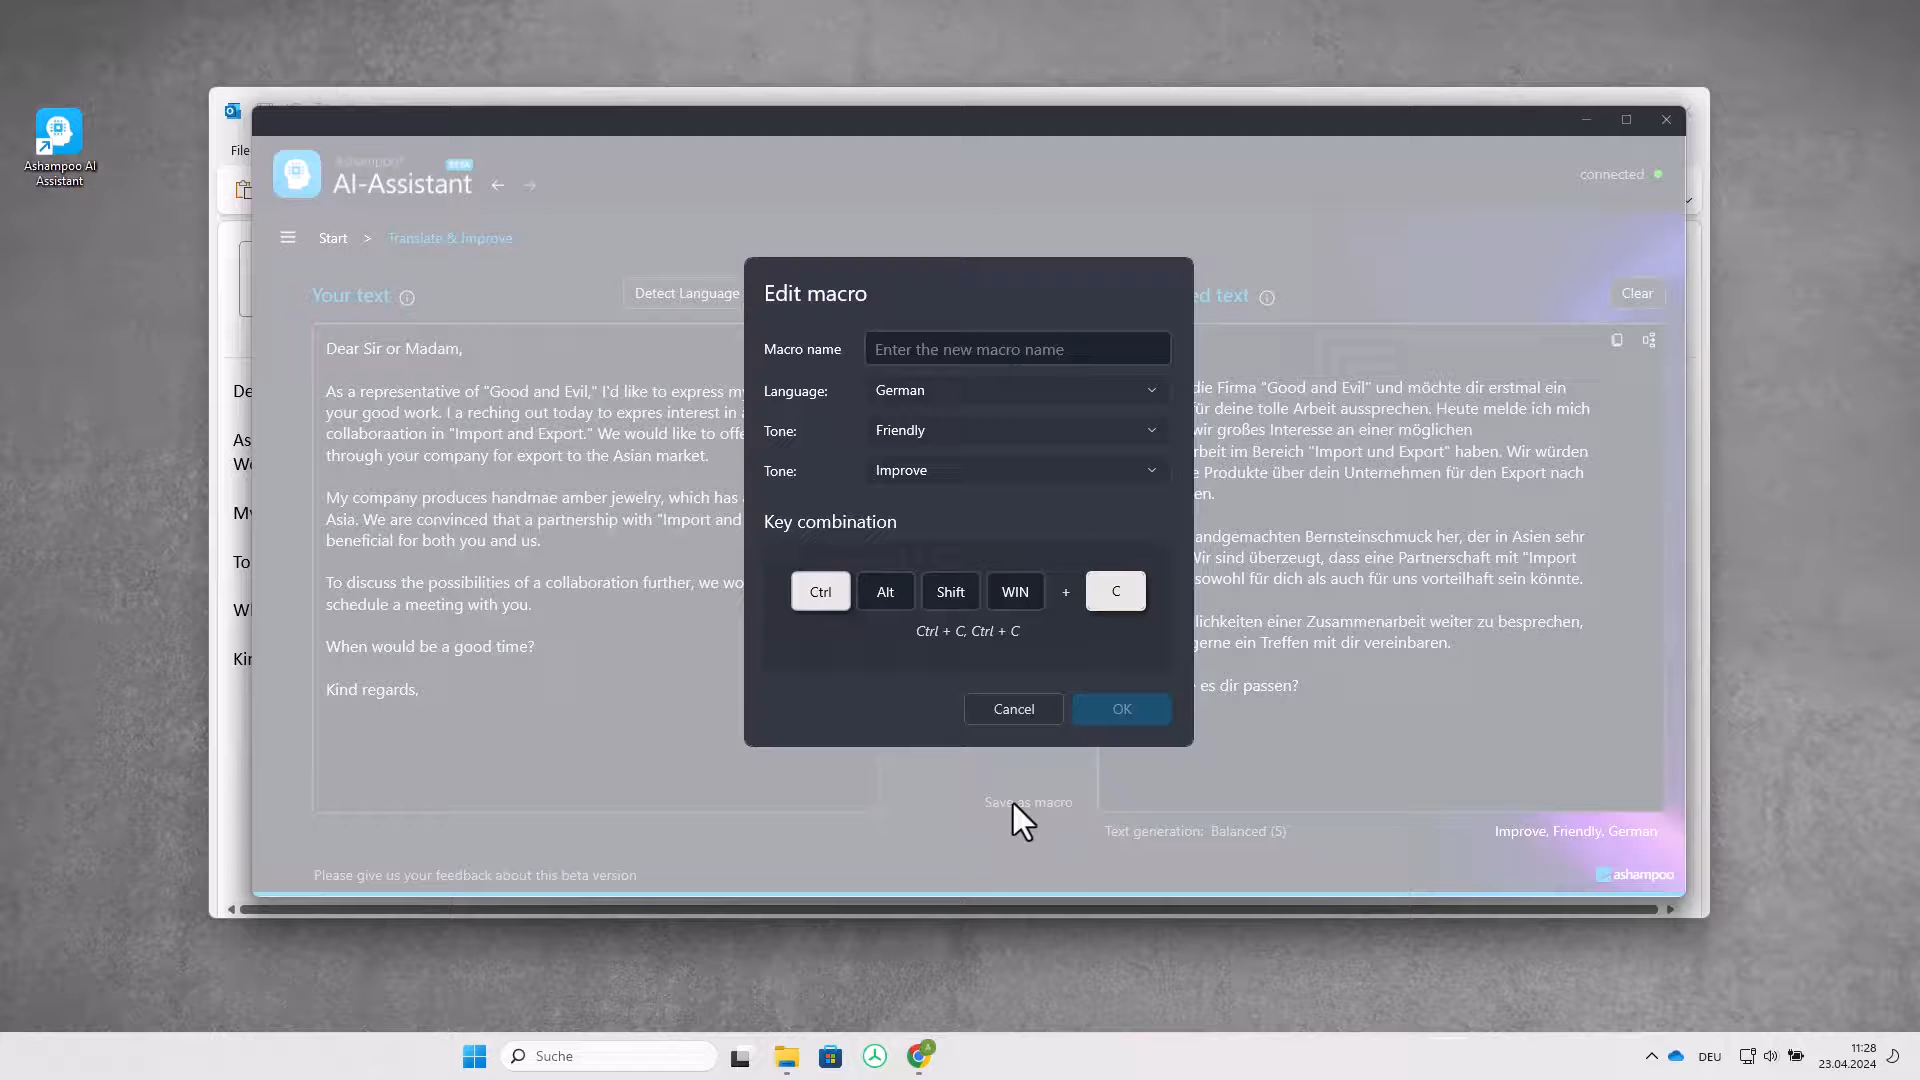 Ashampoo AI
Assistant
File
Ashampoo®
AI-Assistant
BETA
connected
Start > Translate & Improve
Your text
Detect Language
ed text
Clear
Dear Sir or Madam,
As a representative of "Good and Evil," I'd like to express my
your good work. I a reching out today to expres interest in a
collaboraation in "Import and Export." We would like to offe
through your company for export to the Asian market.
My company produces handmae amber jewelry, which has
Asia. We are convinced that a partnership with "Import and
beneficial for both you and us.
To discuss the possibilities of a collaboration further, we wo
schedule a meeting with you.
When would be a good time?
Kind regards,
De
As
We
My
To
Wh
Kin
Edit macro
Macro name
Enter the new macro name
Language:
German
Tone:
Friendly
Tone:
Improve
Key combination
Ctrl
Alt
Shift
WIN
+
C
Ctrl + C, Ctrl + C
Cancel
OK
die Firma "Good and Evil" und möchte dir erstmal ein
für deine tolle Arbeit aussprechen. Heute melde ich mich
wir großes Interesse an einer möglichen
rbeit im Bereich "Import und Export" haben. Wir würden
e Produkte über dein Unternehmen für den Export nach
en.
andgemachten Bernsteinschmuck her, der in Asien sehr
Wir sind überzeugt, dass eine Partnerschaft mit "Import
sowohl für dich als auch für uns vorteilhaft sein könnte.
lichkeiten einer Zusammenarbeit weiter zu besprechen,
gerne ein Treffen mit dir vereinbaren.
es dir passen?
Save as macro
Text generation: Balanced (5)
Improve, Friendly, German
Please give us your feedback about this beta version
ashampoo
Suche
A
DEU
11:28
23.04.2024